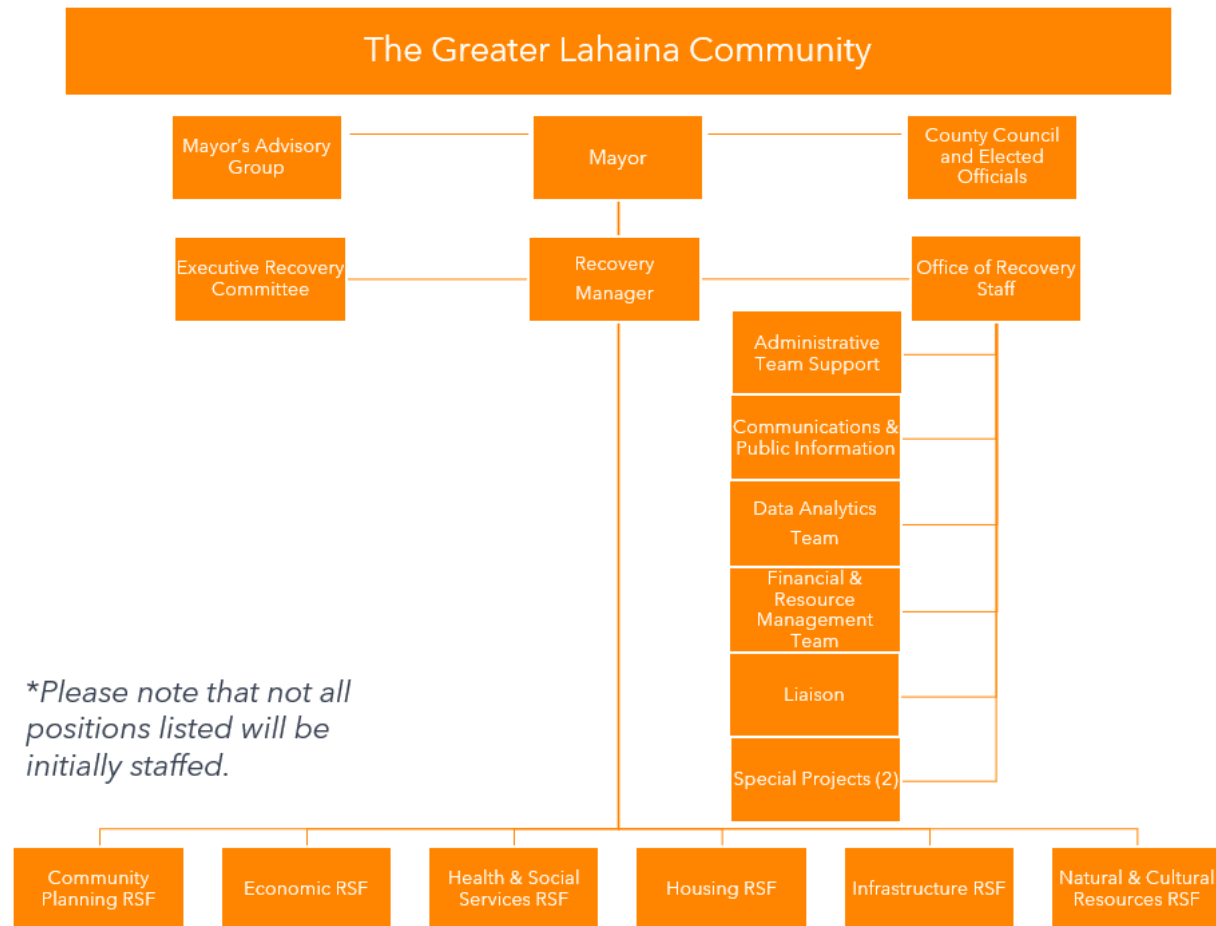 The Greater Lahaina Community
Mayor's Advisory
Group
Mayor
County Council
and Elected
Officials
Executive Recovery
Committee
Recovery
Manager
Office of Recovery
Staff
Administrative
Team Support
Communications &
Public Information
Data Analytics
Team
Financial &
Resource
Management
Team
Liaison
Special Projects (2)
*Please note that not all
positions listed will be
initially staffed.
Community
Planning RSF
Economic RSF
Health & Social
Services RSF
Housing RSF
Infrastructure RSF
Natural & Cultural
Resources RSF